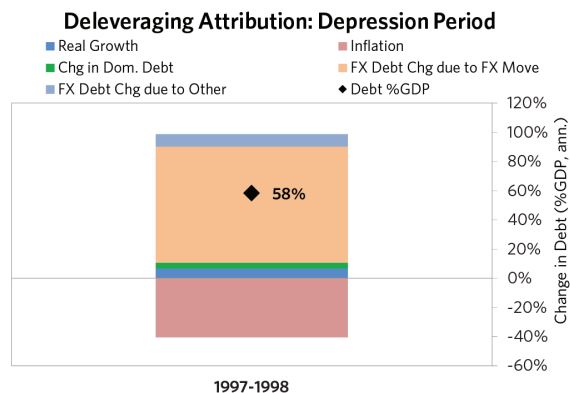 Deleveraging Attribution: Depression Period
Real Growth
Inflation
Chg in Dom. Debt
FX Debt Chg due to FX Move
FX Debt Chg due to Other
Debt %GDP
120%
100%
80%
60%
40%
20%
0%
-20%
-40%
-60%
Change in Debt (%GDP, ann.)
58%
1997-1998